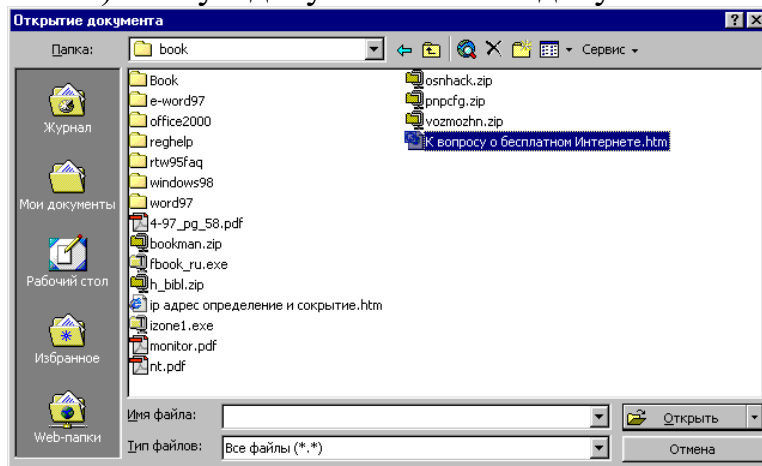 Открытие документа
Папка:
book
Сервис
Журнал
Мои документы
Рабочий стол
Избранное
Web-папки
Book
e-word97
office2000
reghelp
rtw95faq
windows98
word97
4-97_pg_58.pdf
bookman.zip
fbook_ru.exe
h_bibl.zip
ip адрес определение и сокрытие.htm
izone1.exe
monitor.pdf
nt.pdf
osnhack.zip
pnpcfg.zip
vozmozhn.zip
К вопросу о бесплатном Интернете.htm
Имя файла:
Открыть
Тип файлов:
Все файлы (*.*)
Отмена